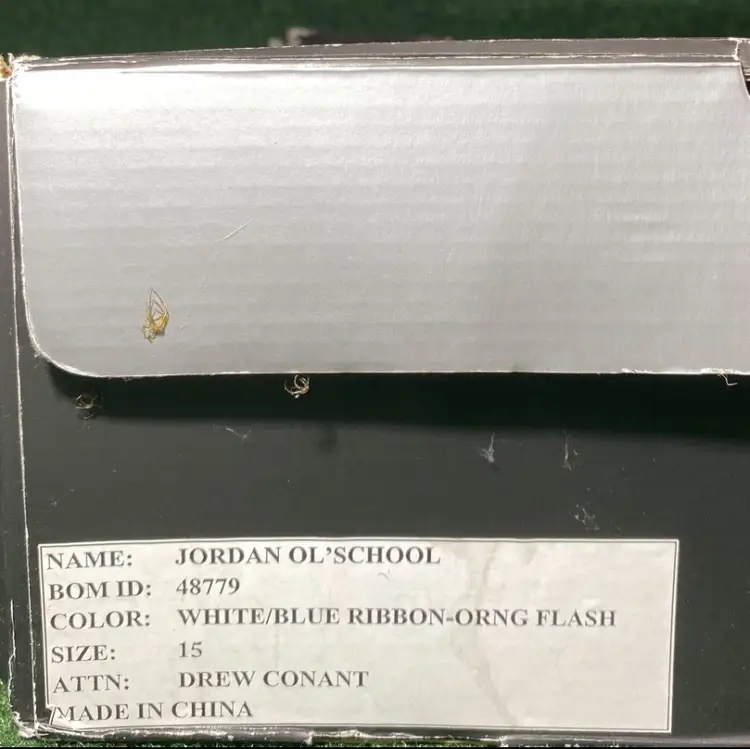 NAME: JORDAN OL'SCHOOL
BOM ID: 48779
COLOR: WHITE/BLUE RIBBON-ORNG FLASH
SIZE: 15
ATTN: DREW CONANT
MADE IN CHINA